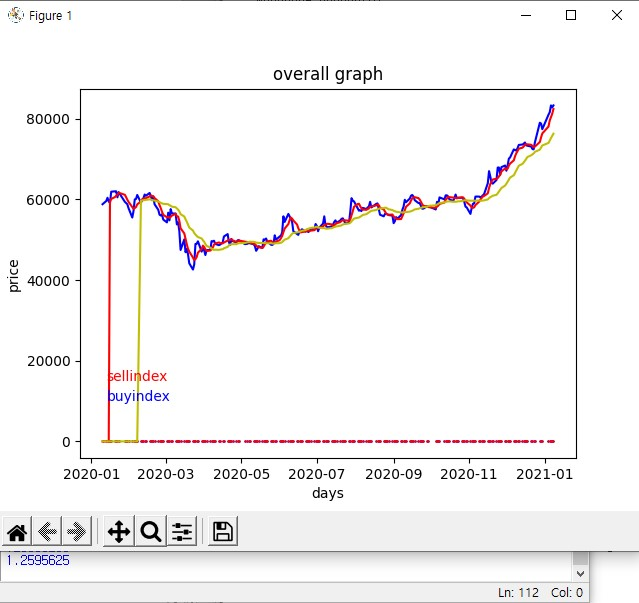 Figure 1
overall graph
80000
60000
40000
20000
0
price
sellindex
buyindex
2020-01 2020-03 2020-05 2020-07 2020-09 2020-11 2021-01
days
1.2595625
Ln: 112 Col: 0